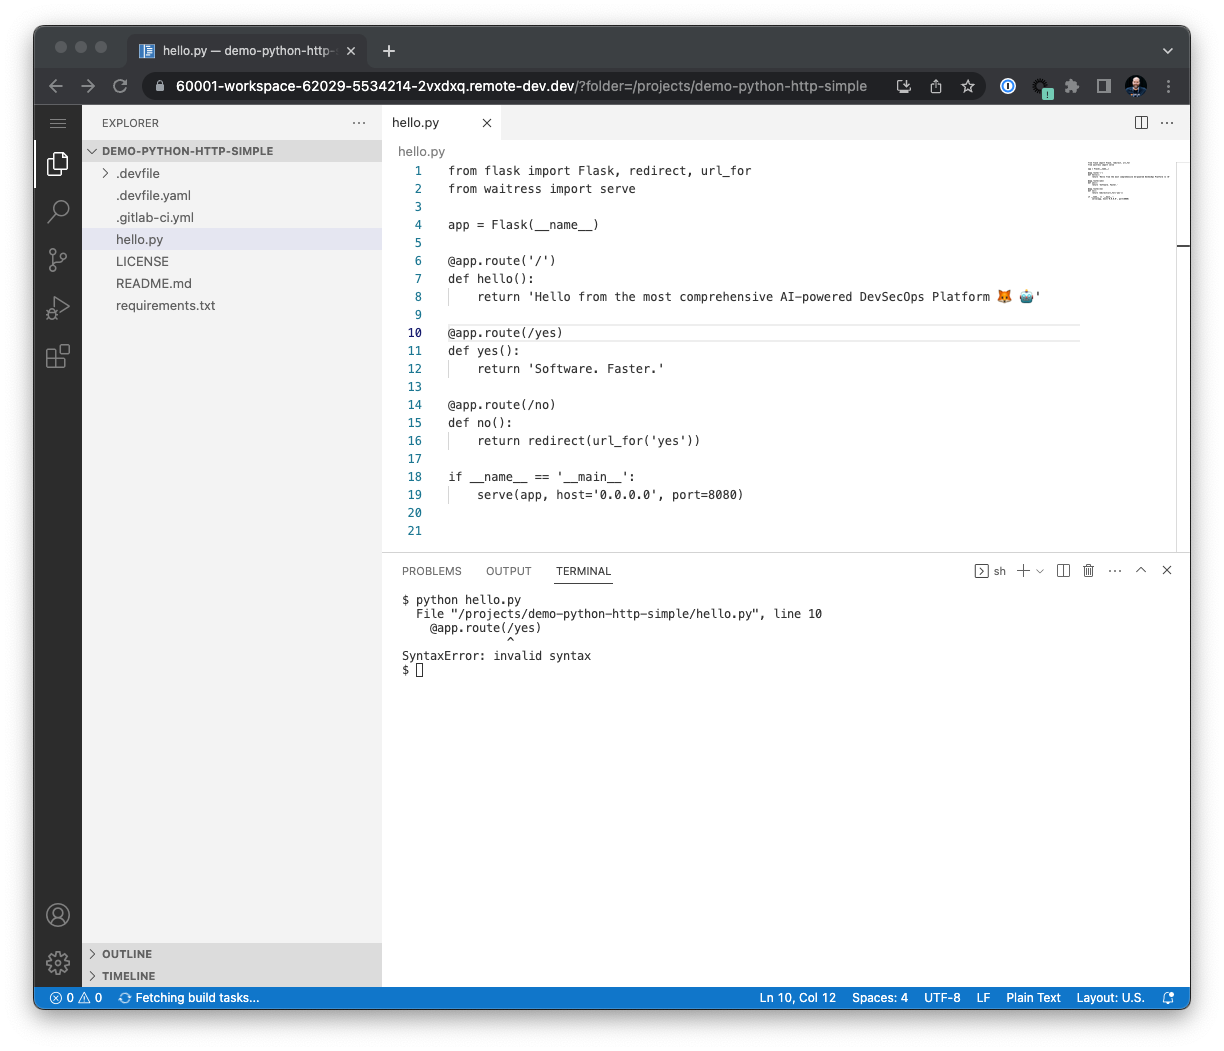 hello.py — demo-python-http-
60001-workspace-62029-5534214-2vxdxq.remote-dev.dev/?folder=/projects/demo-python-http-simple
EXPLORER
DEMO-PYTHON-HTTP-SIMPLE
.devfile
.devfile.yaml
.gitlab-ci.yml
hello.py
LICENSE
README.md
requirements.txt
OUTLINE
TIMELINE
hello.py
hello.py
1 from flask import Flask, redirect, url_for
2 from waitress import serve
3
4 app = Flask(__name__)
5
6 @app.route('/')
7 def hello():
8     return 'Hello from the most comprehensive AI-powered DevSecOps Platform 🦊 🤖'
9
10 @app.route(/yes)
11 def yes():
12     return 'Software. Faster.'
13
14 @app.route(/no)
15 def no():
16     return redirect(url_for('yes'))
17
18 if __name__ == '__main__':
19     serve(app, host='0.0.0.0', port=8080)
20
21
PROBLEMS OUTPUT TERMINAL
sh
$ python hello.py
  File "/projects/demo-python-http-simple/hello.py", line 10
    @app.route(/yes)
               ^
SyntaxError: invalid syntax
$
0 0 Fetching build tasks...
Ln 10, Col 12 Spaces: 4 UTF-8 LF Plain Text Layout: U.S.